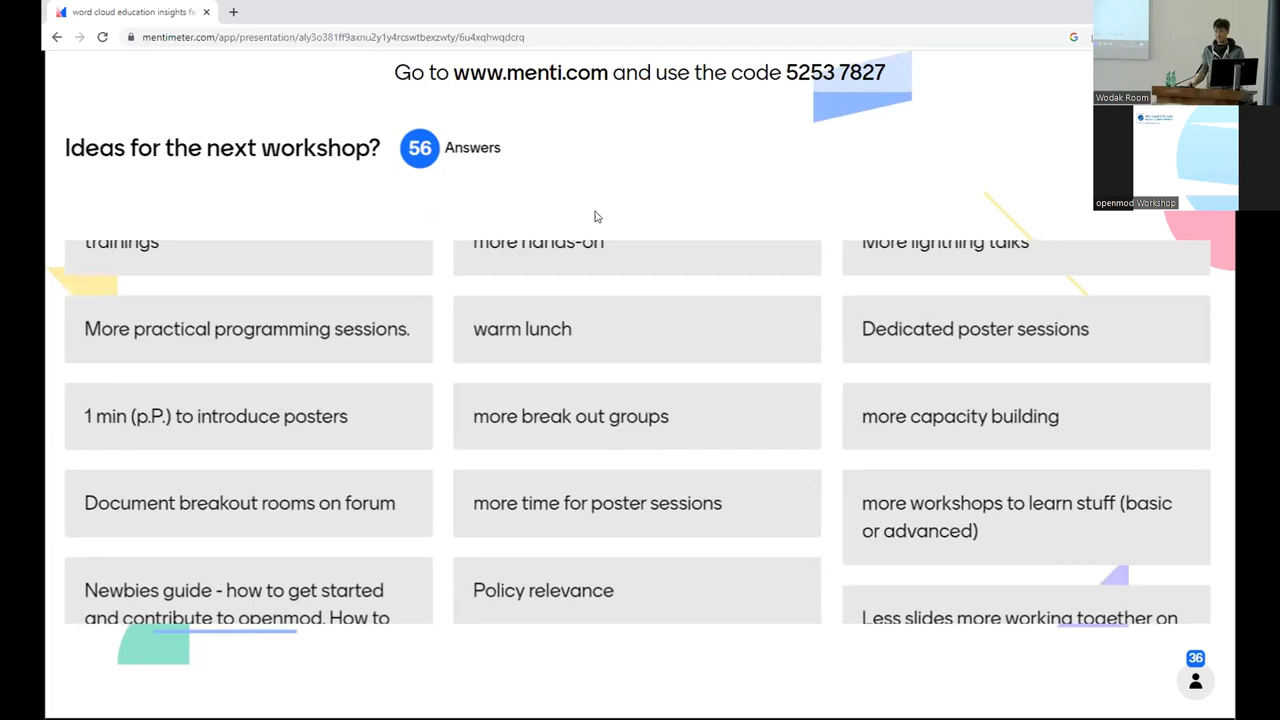 word cloud education insights fe
mentimeter.com/app/presentation/aly3o381ff9axnu2y1y4rcswtbexzwty/6u4xqhwqdcrq
Go to www.menti.com and use the code 5253 7827
Wodak Room
openmod Workshop
Ideas for the next workshop?
56 Answers
trainings
more hands-on
More lightning talks
More practical programming sessions.
warm lunch
Dedicated poster sessions
1 min (p.P.) to introduce posters
more break out groups
more capacity building
Document breakout rooms on forum
more time for poster sessions
more workshops to learn stuff (basic
or advanced)
Newbies guide - how to get started
and contribute to openmod. How to
Policy relevance
Less slides more working together on
36